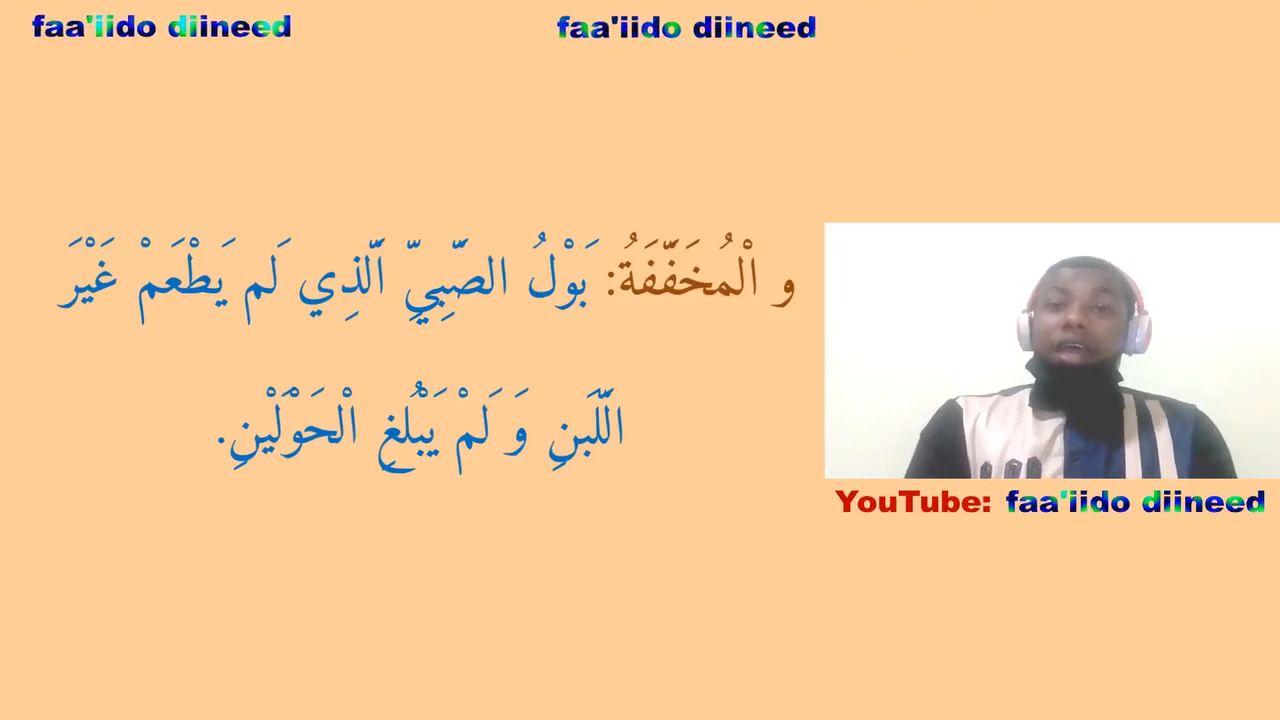 faa'iido diineed
faa'iido diineed
و الْمُخَفَّفَةُ: بَوْلُ الصَّبِيِّ الَّذِي لَم يَطْعَمْ غَيْرَ
اللَّبَنِ وَ لَمْ يَبْلُغِ الْحَوْلَيْنِ.
YouTube: faa'iido diineed